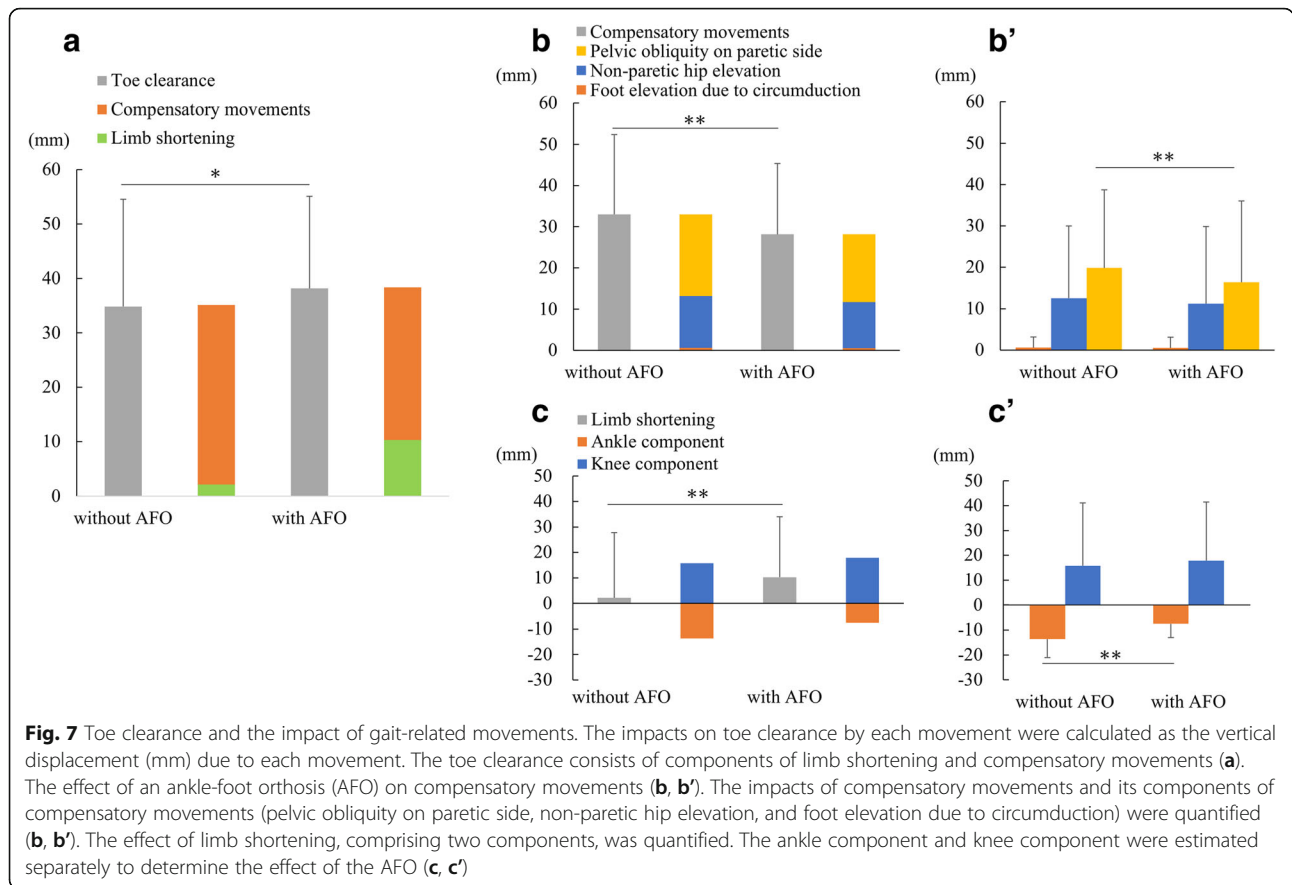 a
Toe clearance
Compensatory movements
Limb shortening
(mm)
60
50
40
30
20
10
0
*
without AFO
with AFO
b
Compensatory movements
Pelvic obliquity on paretic side
Non-paretic hip elevation
Foot elevation due to circumduction
(mm)
60
50
40
30
20
10
0
**
without AFO
with AFO
b’
(mm)
60
50
40
30
20
10
0
**
without AFO
with AFO
c
Limb shortening
Ankle component
Knee component
(mm)
50
40
30
20
10
0
-10
-20
-30
**
without AFO
with AFO
c’
(mm)
50
40
30
20
10
0
-10
-20
-30
**
without AFO
with AFO
Fig. 7 Toe clearance and the impact of gait-related movements. The impacts on toe clearance by each movement were calculated as the vertical
displacement (mm) due to each movement. The toe clearance consists of components of limb shortening and compensatory movements (a).
The effect of an ankle-foot orthosis (AFO) on compensatory movements (b, b’). The impacts of compensatory movements and its components of
compensatory movements (pelvic obliquity on paretic side, non-paretic hip elevation, and foot elevation due to circumduction) were quantified
(b, b’). The effect of limb shortening, comprising two components, was quantified. The ankle component and knee component were estimated
separately to determine the effect of the AFO (c, c’)